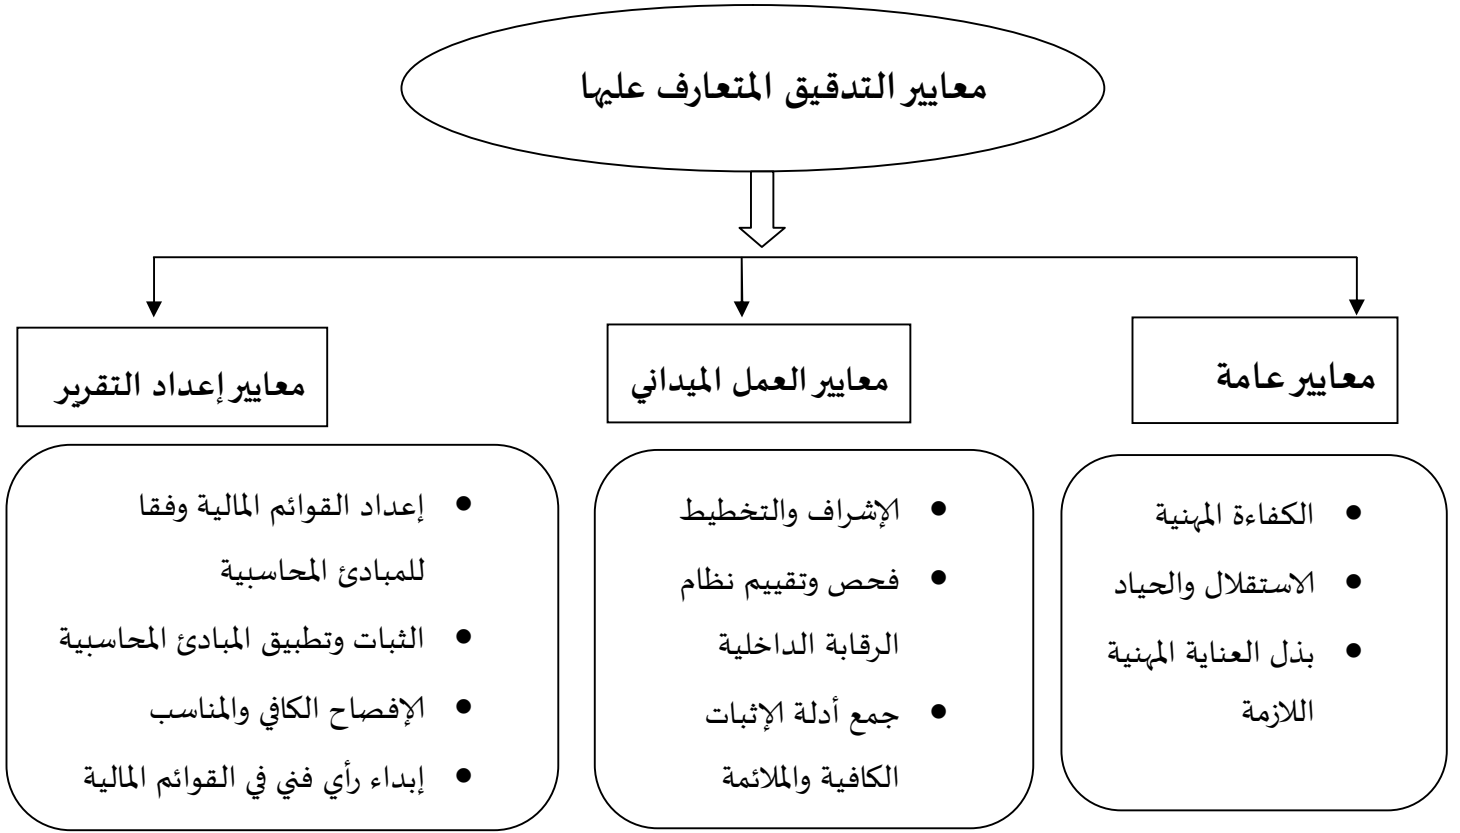 معايير التدقيق المتعارف عليها
معايير عامة
معايير العمل الميداني
معايير إعداد التقرير
• الكفاءة المهنية
• الاستقلال والحياد
• بذل العناية المهنية
اللازمة
• الإشراف والتخطيط
• فحص وتقييم نظام
الرقابة الداخلية
• جمع أدلة الإثبات
الكافية والملائمة
• إعداد القوائم المالية وفقا
للمبادئ المحاسبية
• الثبات وتطبيق المبادئ المحاسبية
• الإفصاح الكافي والمناسب
• إبداء رأي فني في القوائم المالية